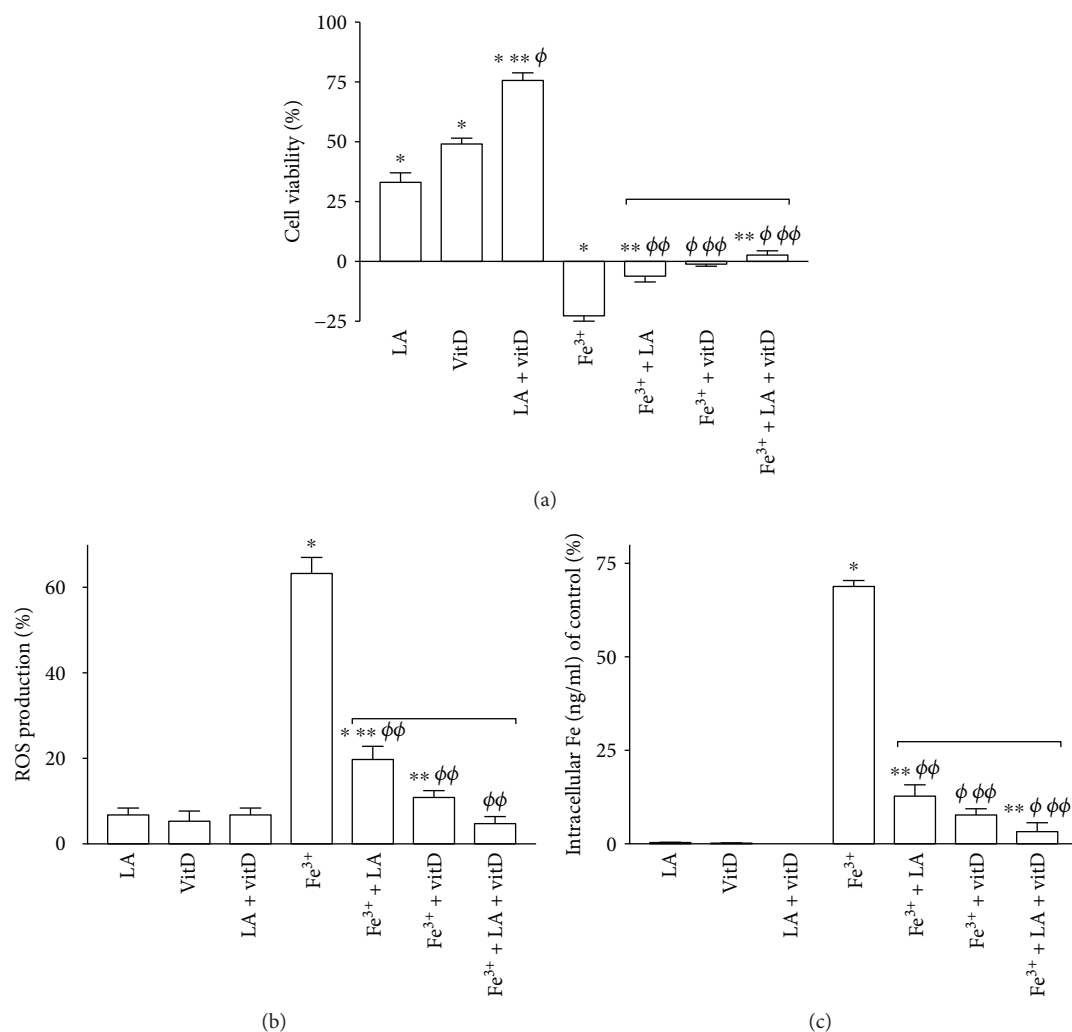 Cell viability (%)
100
75
50
25
0
−25
*
*
* ** ϕ
*
** ϕϕ
ϕ ϕϕ
** ϕ ϕϕ
LA
VitD
LA + vitD
Fe³⁺
Fe³⁺ + LA
Fe³⁺ + vitD
Fe³⁺ + LA + vitD
(a)
ROS production (%)
60
40
20
0
*
* ** ϕϕ
** ϕϕ
ϕϕ
LA
VitD
LA + vitD
Fe³⁺
Fe³⁺ + LA
Fe³⁺ + vitD
Fe³⁺ + LA + vitD
(b)
Intracellular Fe (ng/ml) of control (%)
75
50
25
0
*
** ϕϕ
ϕ ϕϕ
** ϕ ϕϕ
LA
VitD
LA + vitD
Fe³⁺
Fe³⁺ + LA
Fe³⁺ + vitD
Fe³⁺ + LA + vitD
(c)